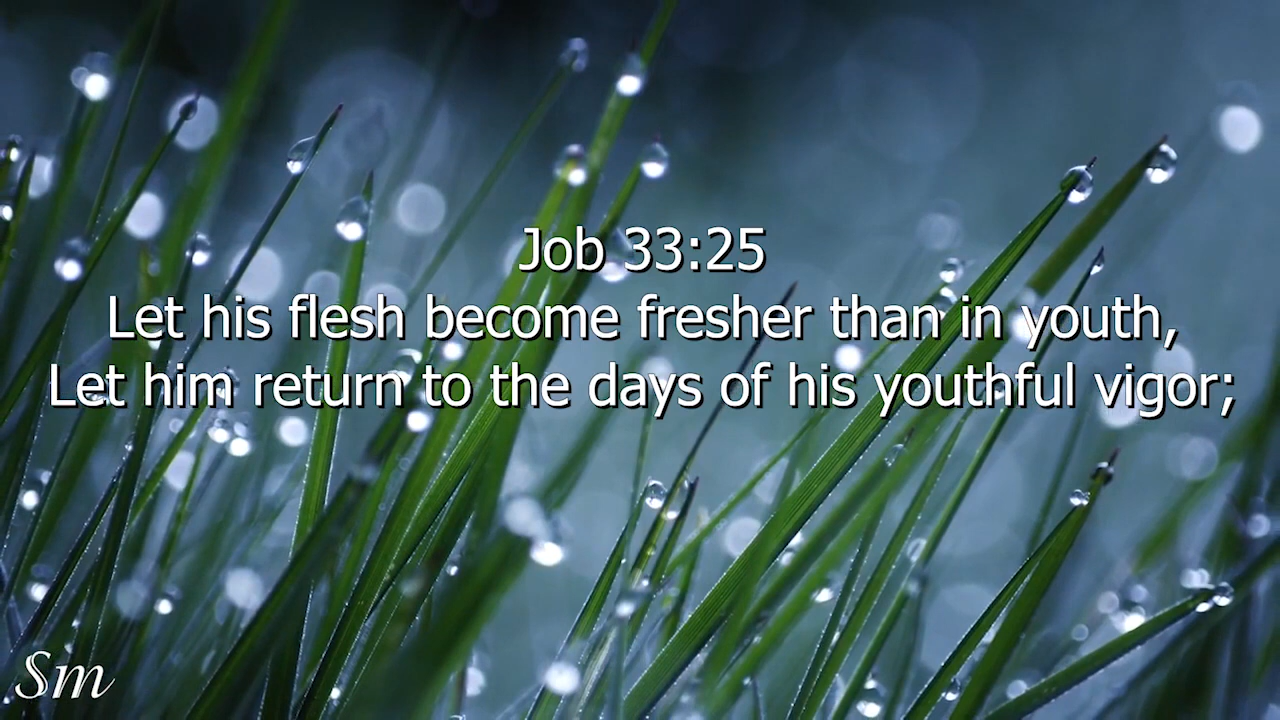 Job 33:25
Let his flesh become fresher than in youth,
Let him return to the days of his youthful vigor;
Sm